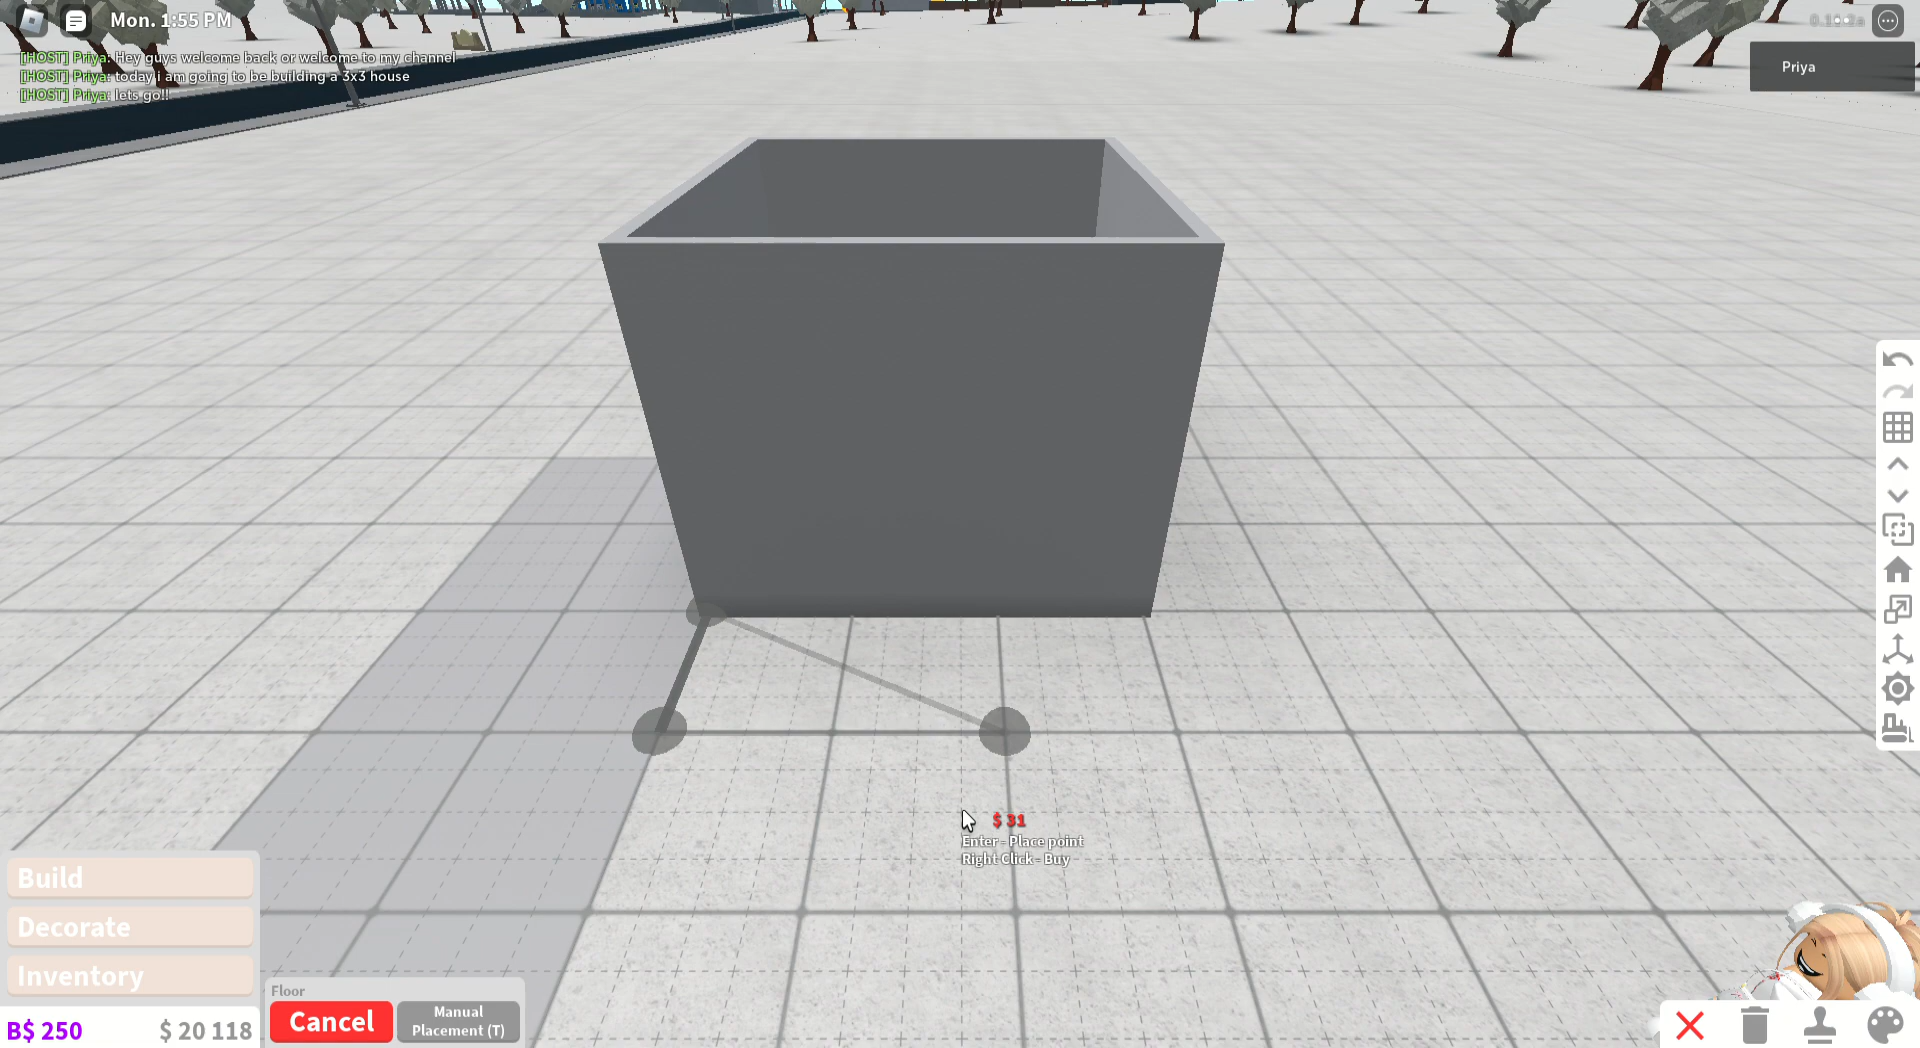 Mon. 1:55 PM
[HOST] Priya: Hey guys welcome back or welcome to my channel
[HOST] Priya: today i am going to be building a 3x3 house
[HOST] Priya: lets go!!
Priya
$ 31
Enter - Place point
Right Click - Buy
Build
Decorate
Inventory
B$ 250
$ 20 118
Floor
Cancel
Manual
Placement (T)